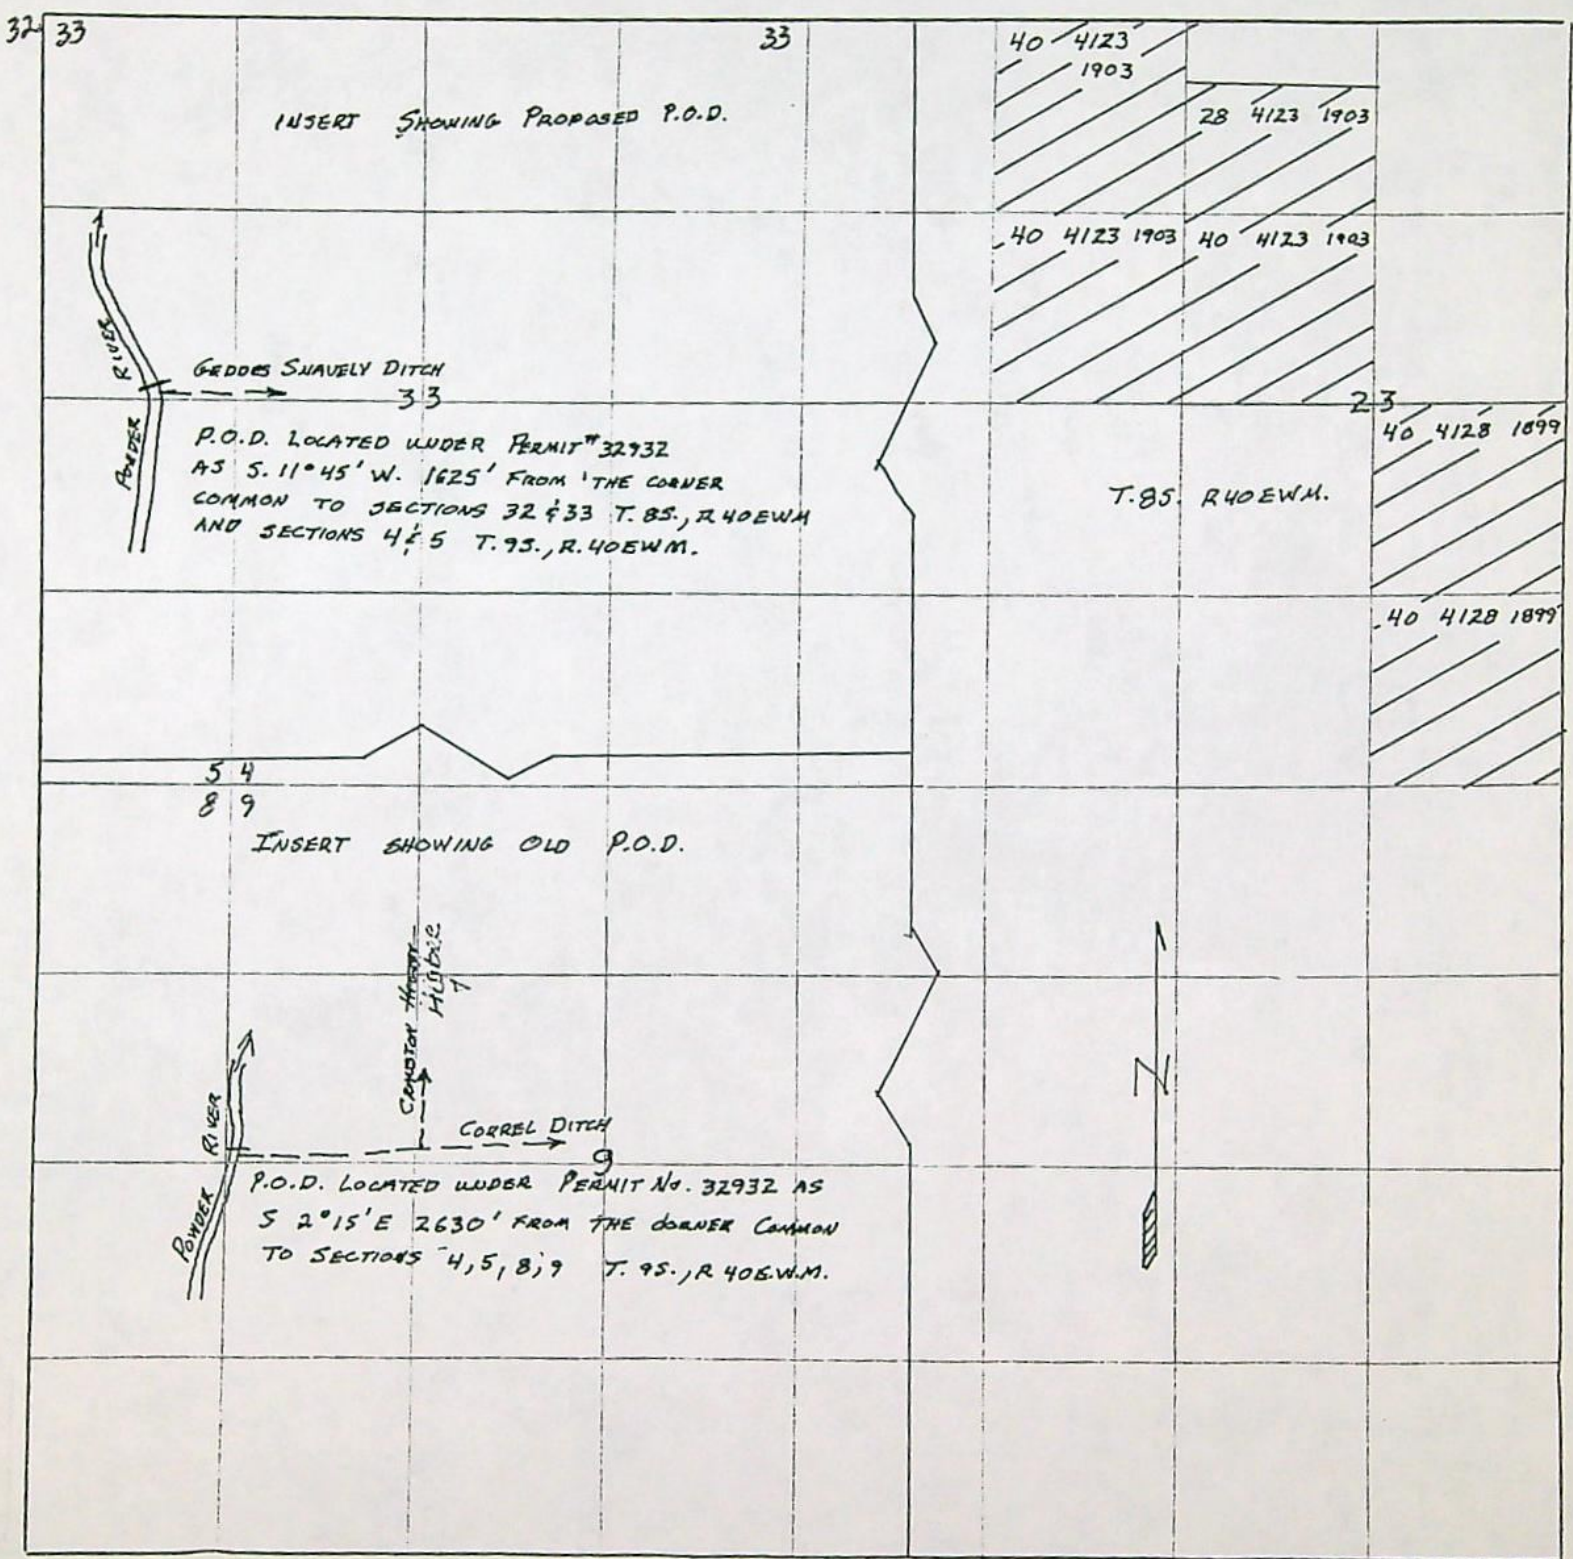 32 33
33
INSERT SHOWING PROPOSED P.O.D.
RIVER
POWDER
GEDDES SNAVELY DITCH
33
P.O.D. LOCATED UNDER PERMIT # 32932
AS S. 11°45' W. 1625' FROM THE CORNER
COMMON TO SECTIONS 32 & 33 T. 8S., R 40EWM
AND SECTIONS 4 & 5 T. 9S., R. 40EWM.
40 4123
1903
28 4123 1903
40 4123 1903
40 4123 1903
23
40 4128 1899
T.8S. R40EWM.
40 4128 1899
5 4
8 9
INSERT SHOWING OLD P.O.D.
RIVER
POWDER
CORREL DITCH
9
P.O.D. LOCATED UNDER PERMIT No. 32932 AS
S 2°15' E 2630' FROM THE CORNER COMMON
TO SECTIONS 4, 5, 8, 9 T. 9S., R 40E.W.M.
N